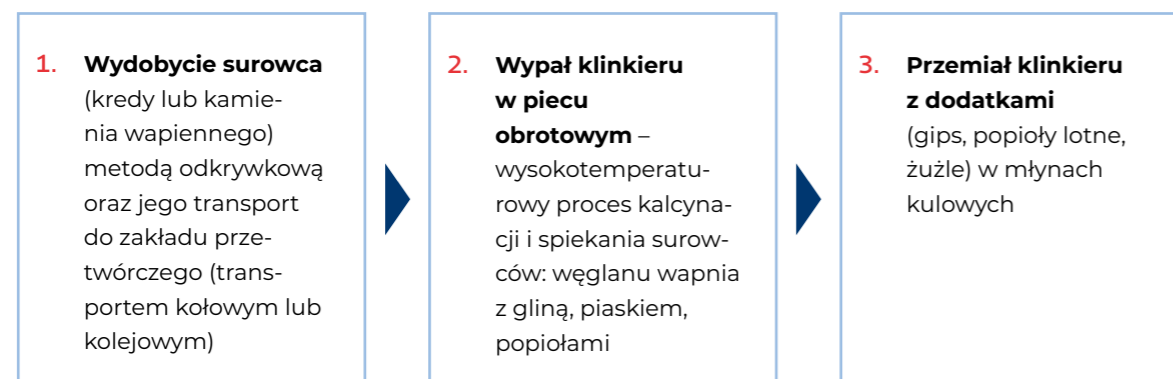 1. Wydobycie surowca
(kredy lub kamie-
nia wapiennego)
metodą odkrywkową
oraz jego transport
do zakładu prze-
twórczego (trans-
portem kołowym lub
kolejowym)
2. Wypał klinkieru
w piecu
obrotowym –
wysokotemperatu-
rowy proces kalcyna-
cji i spiekania surow-
ców: węglanu wapnia
z gliną, piaskiem,
popiołami
3. Przemiał klinkieru
z dodatkami
(gips, popioły lotne,
żużle) w młynach
kulowych